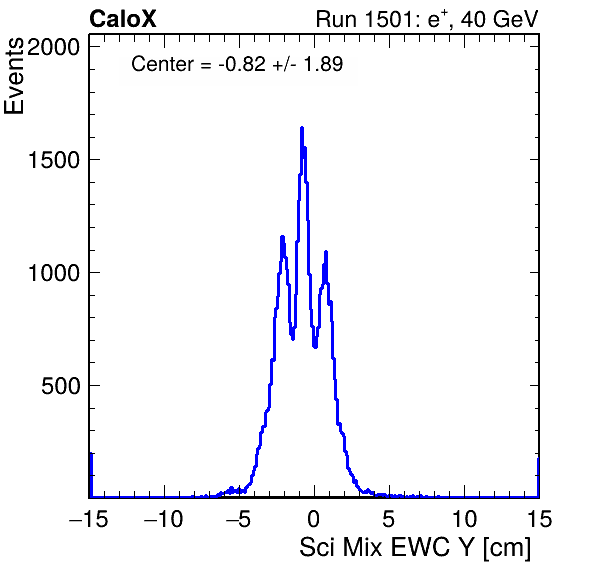 CaloX Run 1501: e⁺, 40 GeV
Events
Center = -0.82 +/- 1.89
2000
1500
1000
500
−15 −10 −5 0 5 10 15
Sci Mix EWC Y [cm]